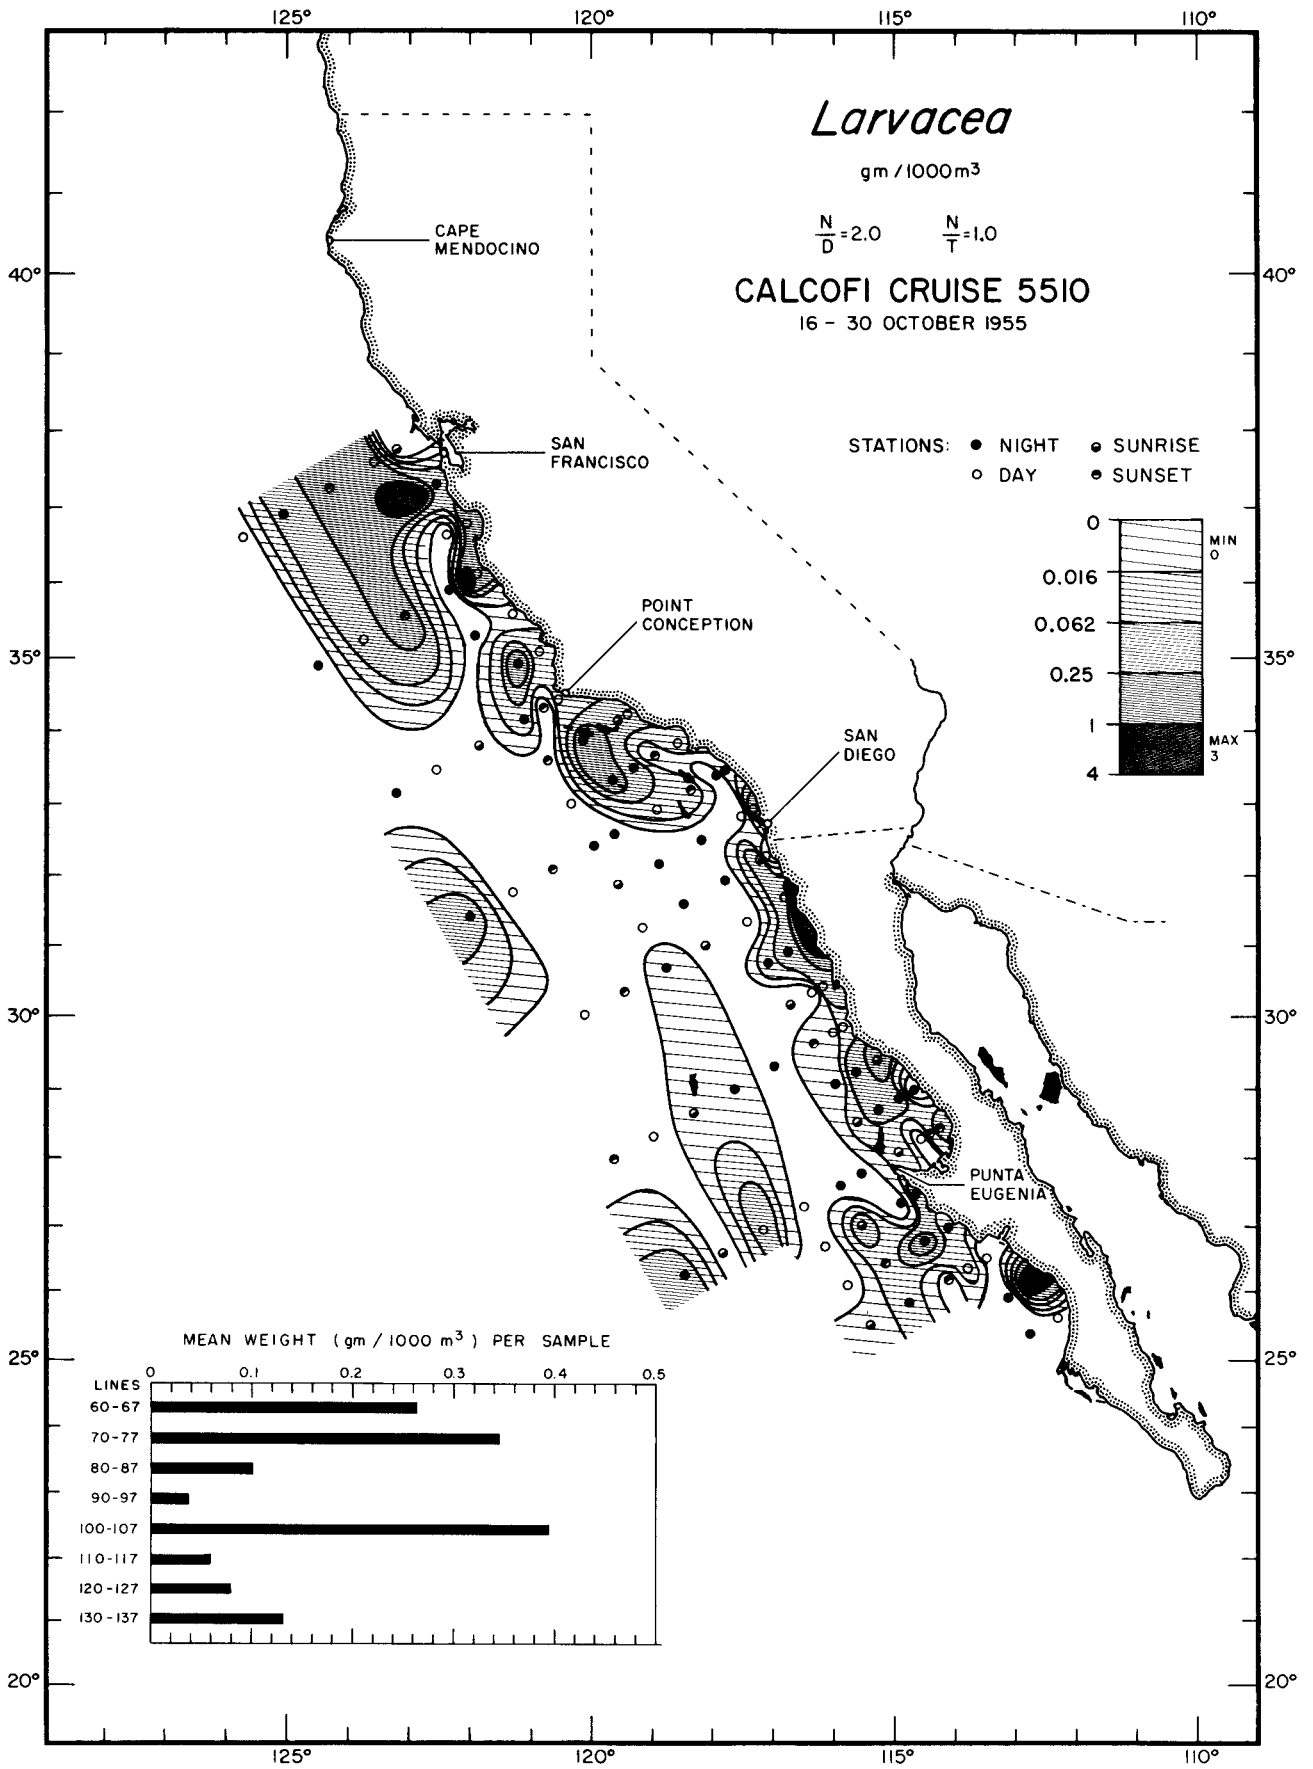 125° 120° 115° 110°
Larvacea
gm/1000m³
N/D=2.0 N/T=1.0
CALCOFI CRUISE 5510
16 – 30 OCTOBER 1955
CAPE
MENDOCINO
40° 40°
SAN
FRANCISCO
STATIONS: ● NIGHT SUNRISE
○ DAY SUNSET
0
MIN
0
0.016
0.062
0.25
1
MAX
3
4
POINT
CONCEPTION
35° 35°
SAN
DIEGO
30° 30°
PUNTA
EUGENIA
25° 25°
MEAN WEIGHT (gm/1000 m³) PER SAMPLE
0 0.1 0.2 0.3 0.4 0.5
LINES
60-67
70-77
80-87
90-97
100-107
110-117
120-127
130-137
20° 20°
125° 120° 115° 110°